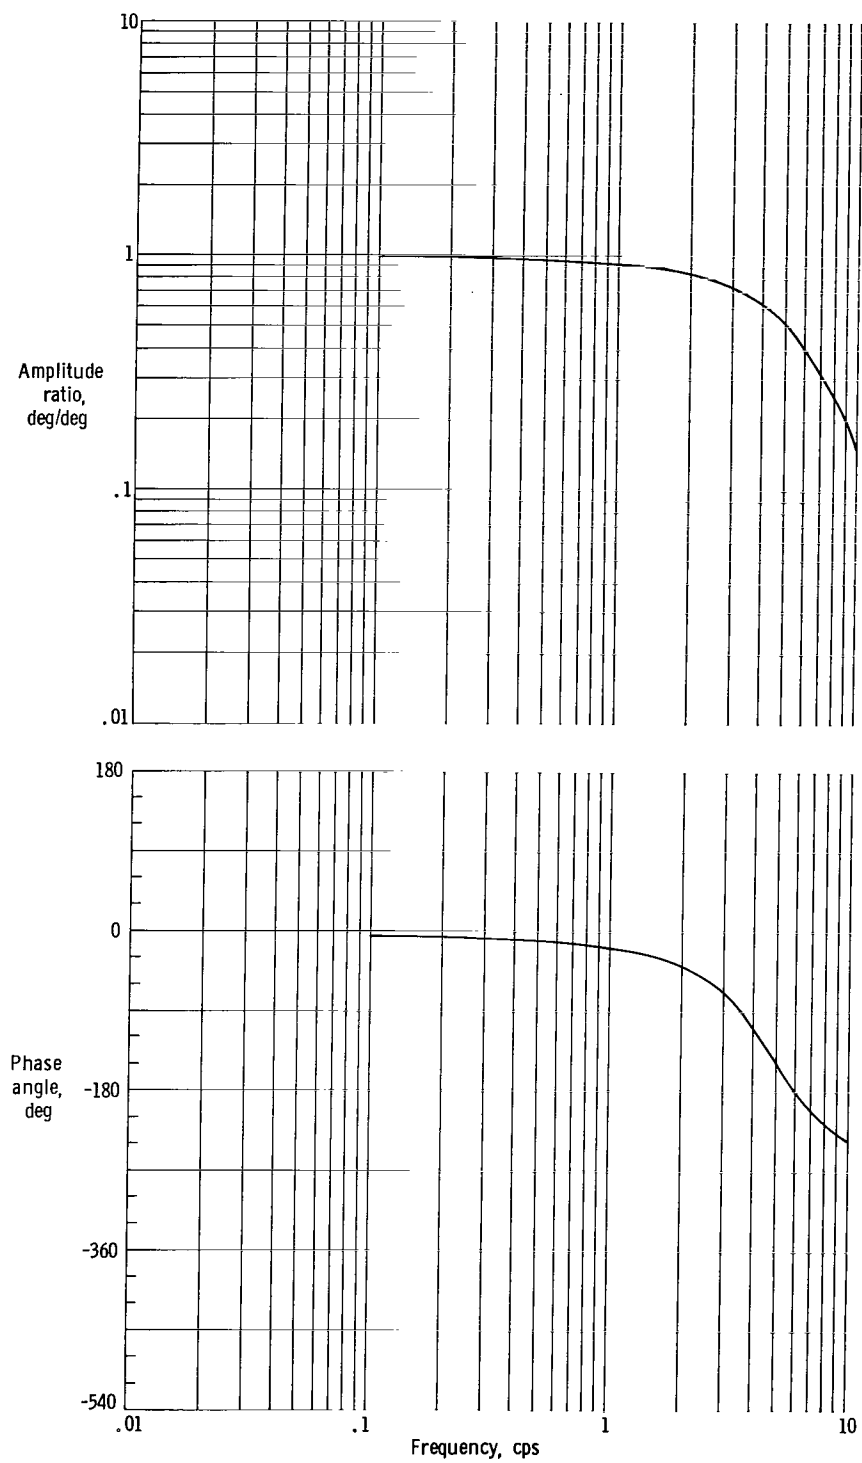 10
1
Amplitude
ratio,
deg/deg
.1
.01
180
0
Phase
angle,
deg
-180
-360
-540
.01
.1
1
10
Frequency, cps